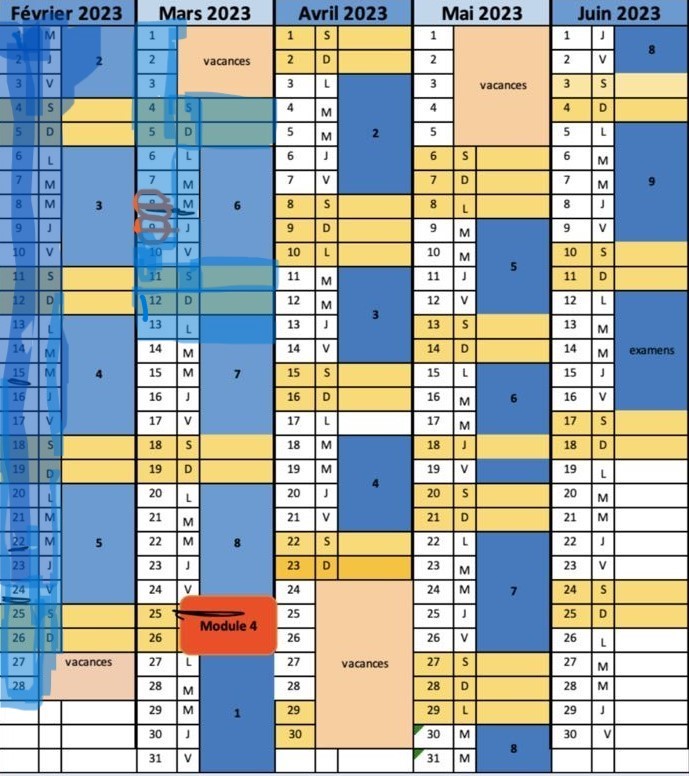 Février 2023 Mars 2023 Avril 2023 Mai 2023 Juin 2023
M 1 1 S 1 1 J 8
2 J 2 2 vacances 2 D 2 2 V
3 V 3 3 L 3 vacances 3 S
4 S 4 S 4 M 4 4 D
5 D 5 D 5 M 2 5 5 L
6 L 6 L 6 J 6 S 6 M
7 M 7 M 7 V 7 D 7 M 9
8 M 3 M 6 8 S 8 L 8 J
9 J 9 J 9 D 9 M 9 V
10 V 10 V 10 L 10 M 10 S
11 S 11 S 11 M 11 J 5 11 D
12 D 12 D 12 M 12 V 12 L
13 L 13 L 13 J 3 13 S 13 M
14 M 14 M 14 V 14 D 14 M examens
15 M 4 15 M 7 15 S 15 L 15 J
16 J 16 J 16 D 16 M 6 16 V
17 V 17 V 17 L 17 M 17 S
18 S 18 S 18 M 18 J 18 D
19 D 19 D 19 M 19 V 19 L
20 L 20 L 20 J 4 20 S 20 M
21 M 21 M 21 V 21 D 21 M
22 M 5 22 M 8 22 S 22 L 22 J
23 J 23 J 23 D 23 M 23 V
24 V 24 V 24 24 M 7 24 S
25 S 25 Module 4 25 25 J 25 D
26 D 26 26 26 V 26 L
27 vacances 27 L 27 vacances 27 S 27 M
28 28 M 28 28 D 28 M
29 M 1 29 29 L 29 J
30 J 30 30 M 8 30 V
31 V 31 M